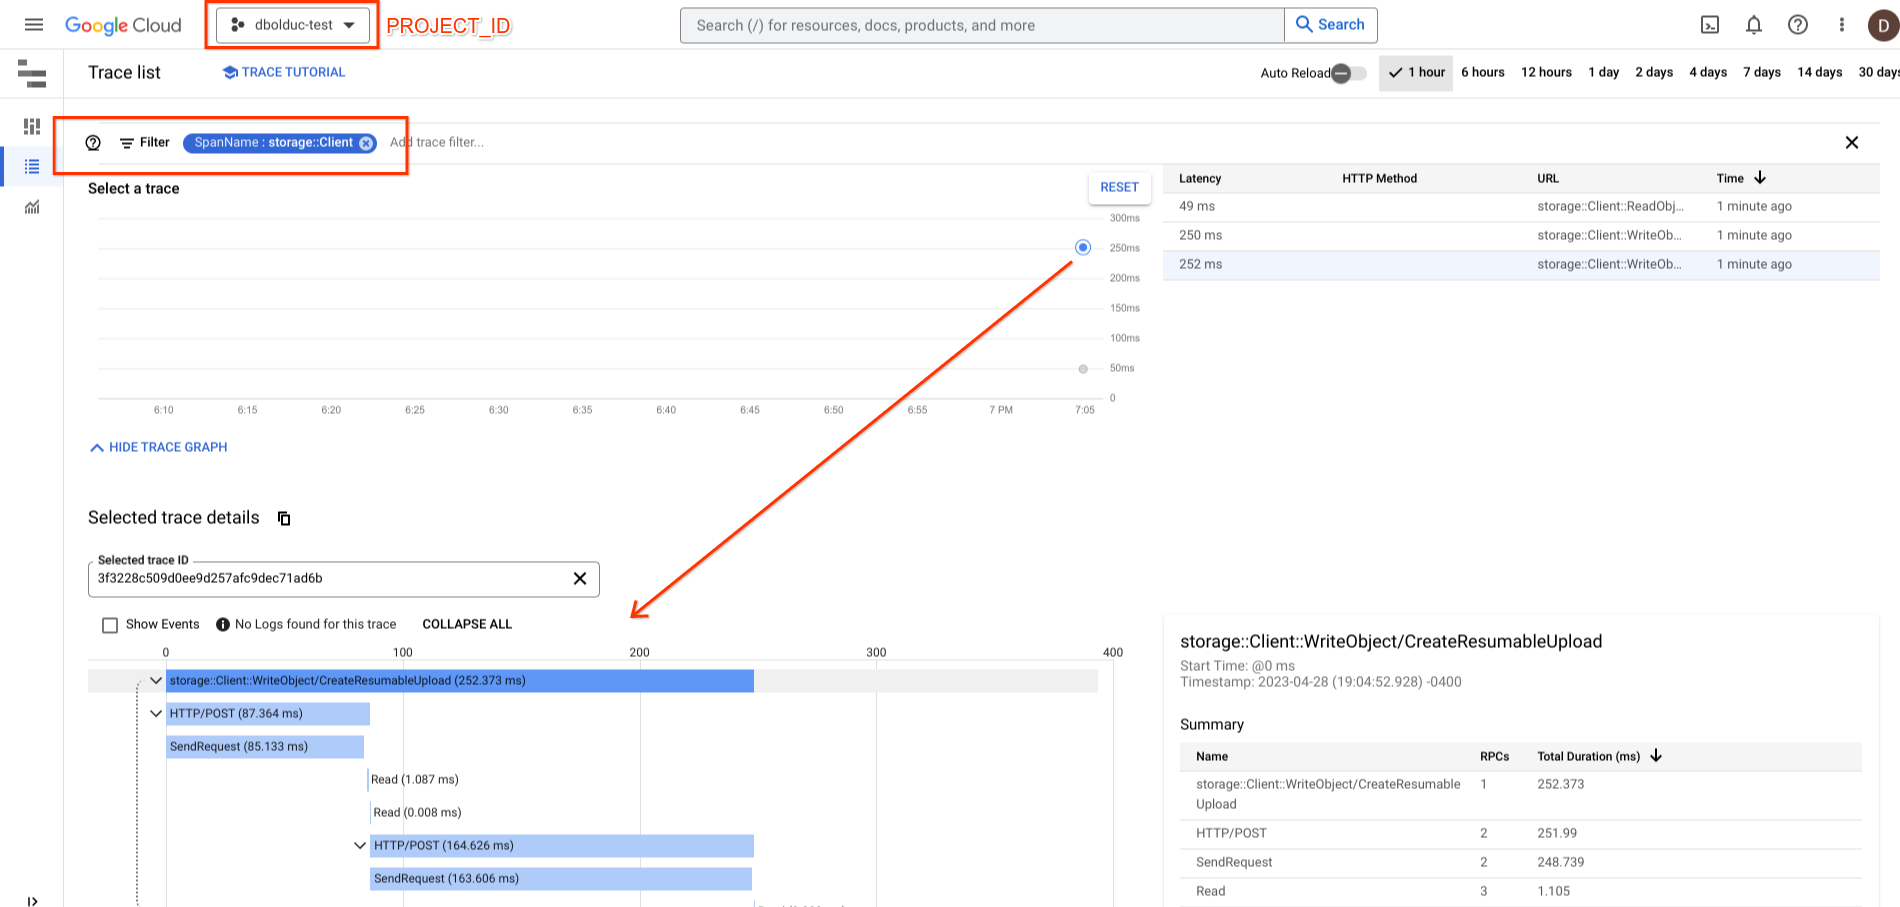 Google Cloud
dbolduc-test
PROJECT_ID
Search (/) for resources, docs, products, and more
Search
D
Trace list
TRACE TUTORIAL
Auto Reload
1 hour
6 hours
12 hours
1 day
2 days
4 days
7 days
14 days
30 days
Filter
SpanName : storage::Client
Add trace filter...
Select a trace
RESET
300ms
250ms
200ms
150ms
100ms
50ms
0
6:10
6:15
6:20
6:25
6:30
6:35
6:40
6:45
6:50
6:55
7 PM
7:05
Latency HTTP Method URL Time
49 ms storage::Client::ReadObj... 1 minute ago
250 ms storage::Client::WriteOb... 1 minute ago
252 ms storage::Client::WriteOb... 1 minute ago
HIDE TRACE GRAPH
Selected trace details
Selected trace ID
3f3228c509d0ee9d257afc9dec71ad6b
Show Events
No Logs found for this trace
COLLAPSE ALL
0 100 200 300 400
storage::Client::WriteObject/CreateResumableUpload (252.373 ms)
HTTP/POST (87.364 ms)
SendRequest (85.133 ms)
Read (1.087 ms)
Read (0.008 ms)
HTTP/POST (164.626 ms)
SendRequest (163.606 ms)
storage::Client::WriteObject/CreateResumableUpload
Start Time: @0 ms
Timestamp: 2023-04-28 (19:04:52.928) -0400
Summary
Name RPCs Total Duration (ms)
storage::Client::WriteObject/CreateResumable 1 252.373
Upload
HTTP/POST 2 251.99
SendRequest 2 248.739
Read 3 1.105